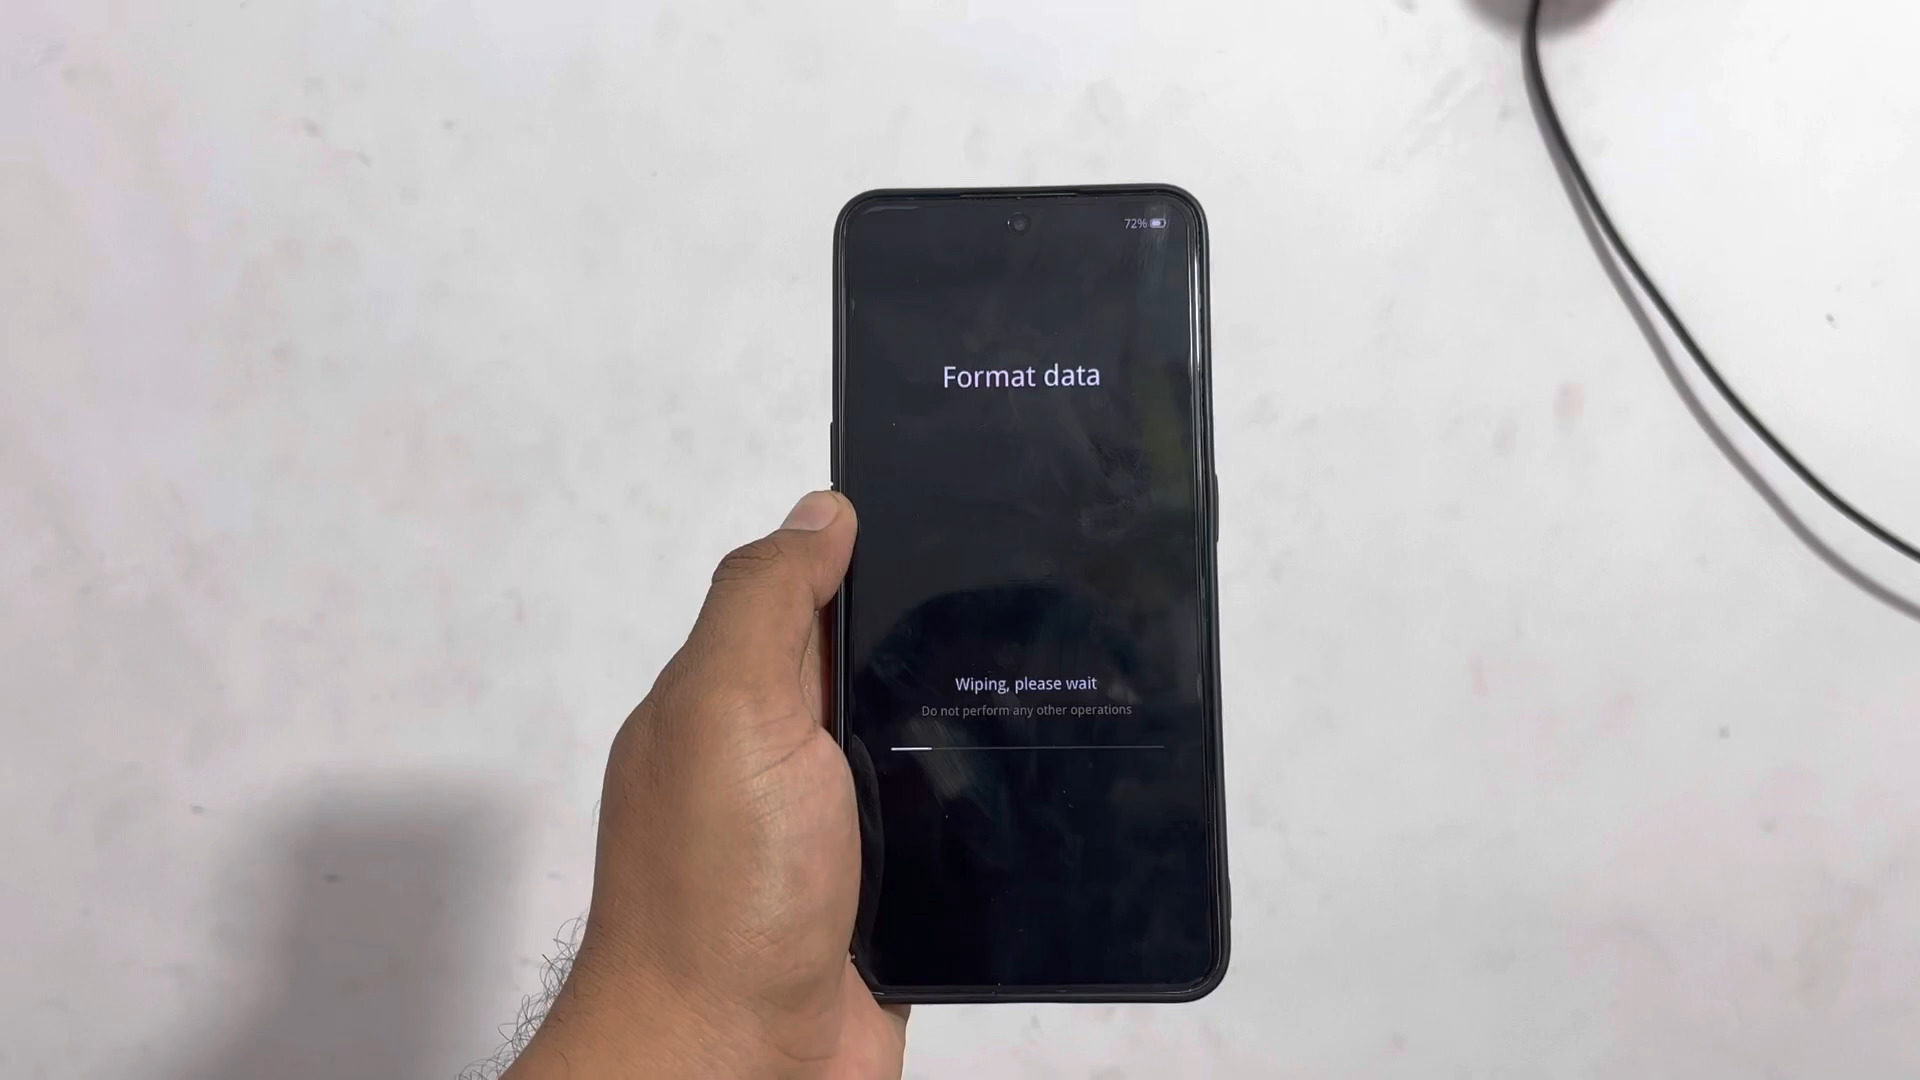 72%
Format data
Wiping, please wait
Do not perform any other operations